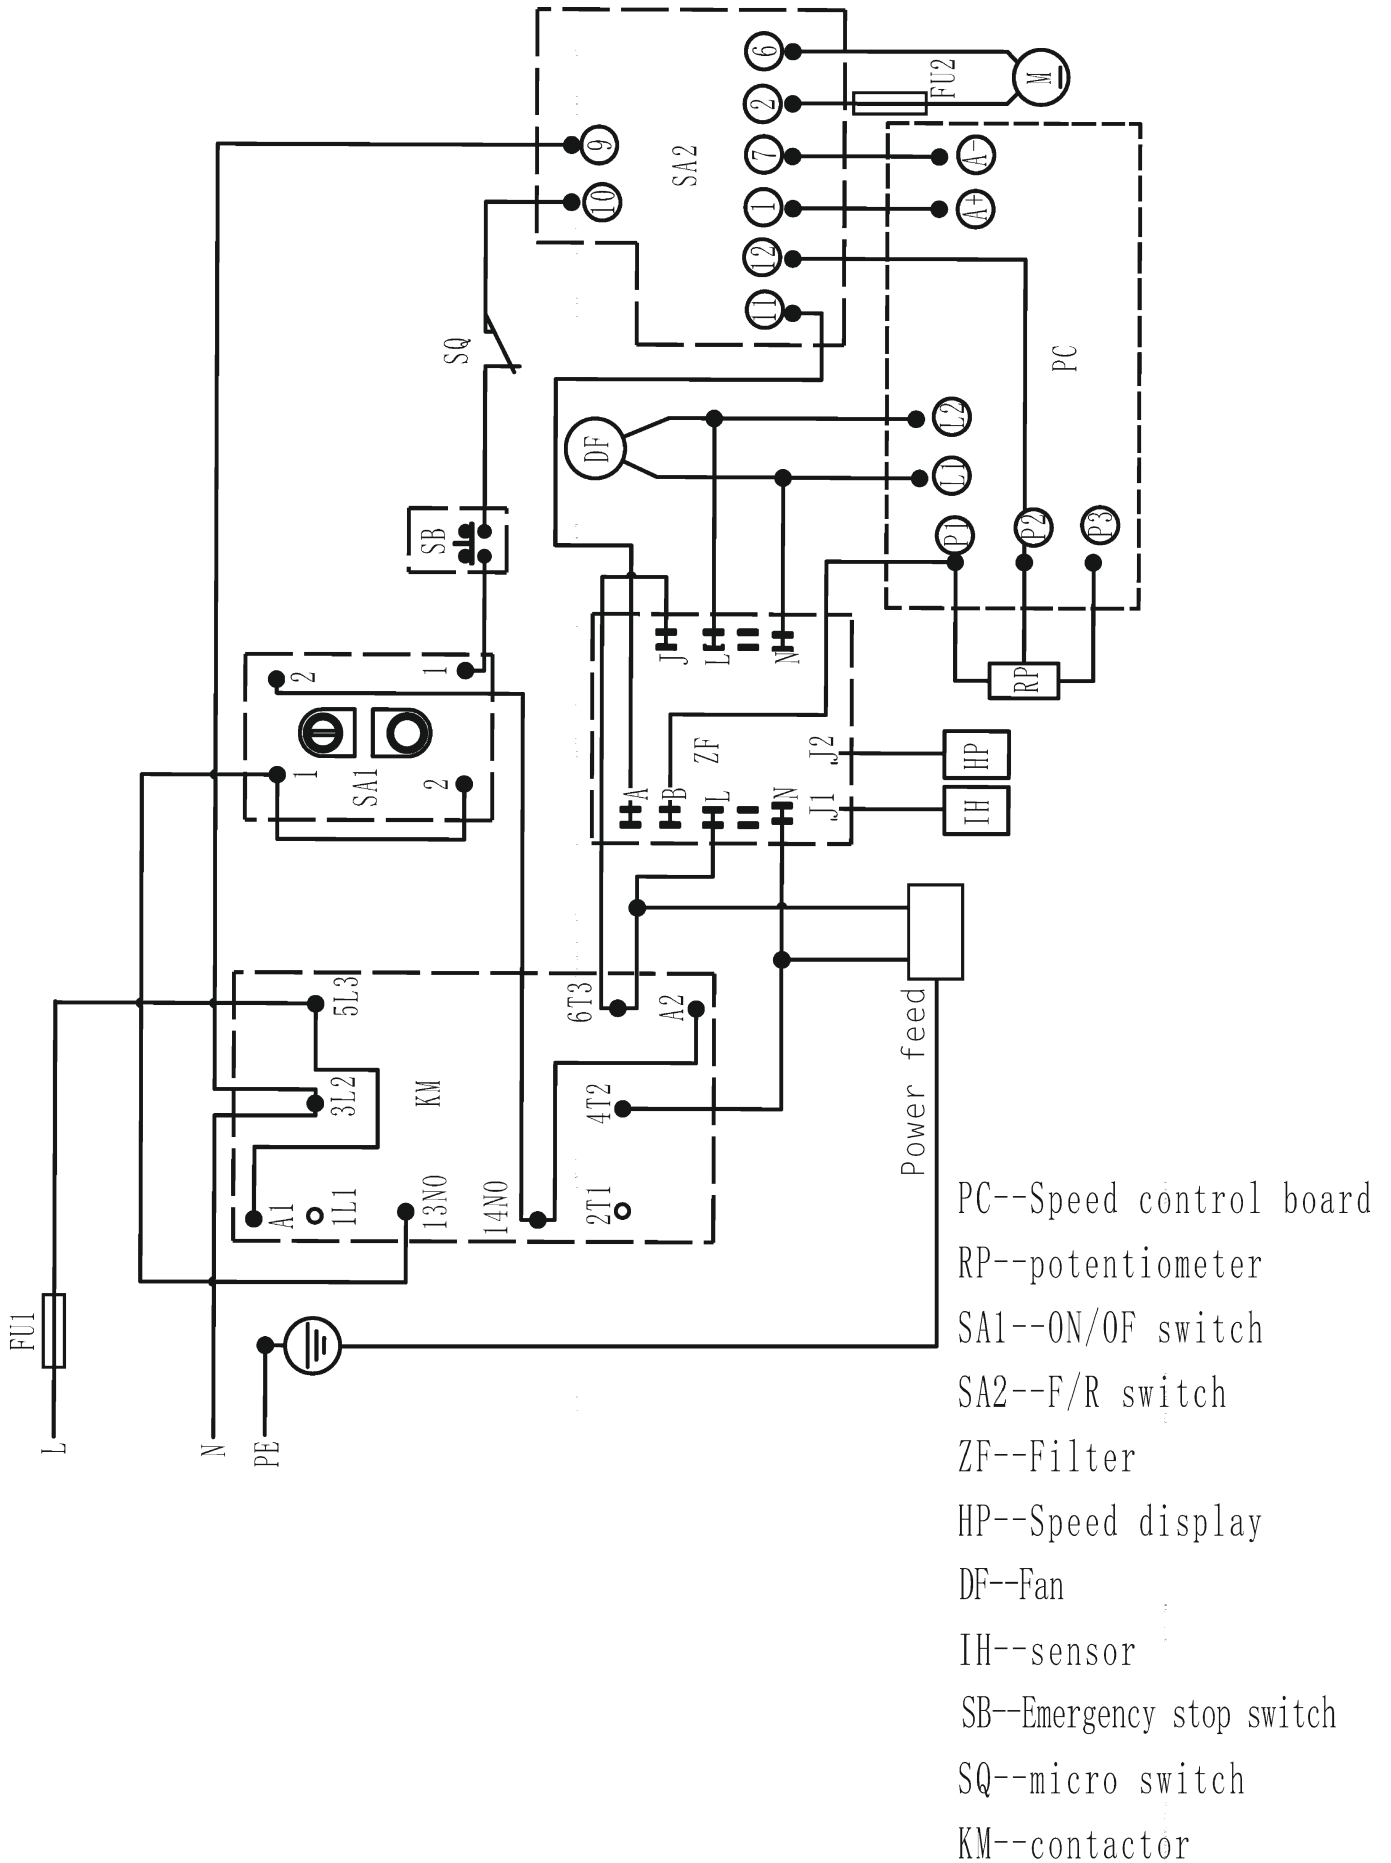 6
2
7
1
12
11
9
10
SA2
FU2
M
A-
A+
PC
L2
L1
P1
P2
P3
RP
SQ
DF
SB
2
1
1
2
SA1
J
L
N
ZF
A
B
L
N
J2
J1
HP
IH
5L3
3L2
A1
1L1
13NO
14NO
KM
6T3
A2
4T2
2T1
Power feed
FU1
L
N
PE
PC--Speed control board
RP--potentiometer
SA1--ON/OF switch
SA2--F/R switch
ZF--Filter
HP--Speed display
DF--Fan
IH--sensor
SB--Emergency stop switch
SQ--micro switch
KM--contactor